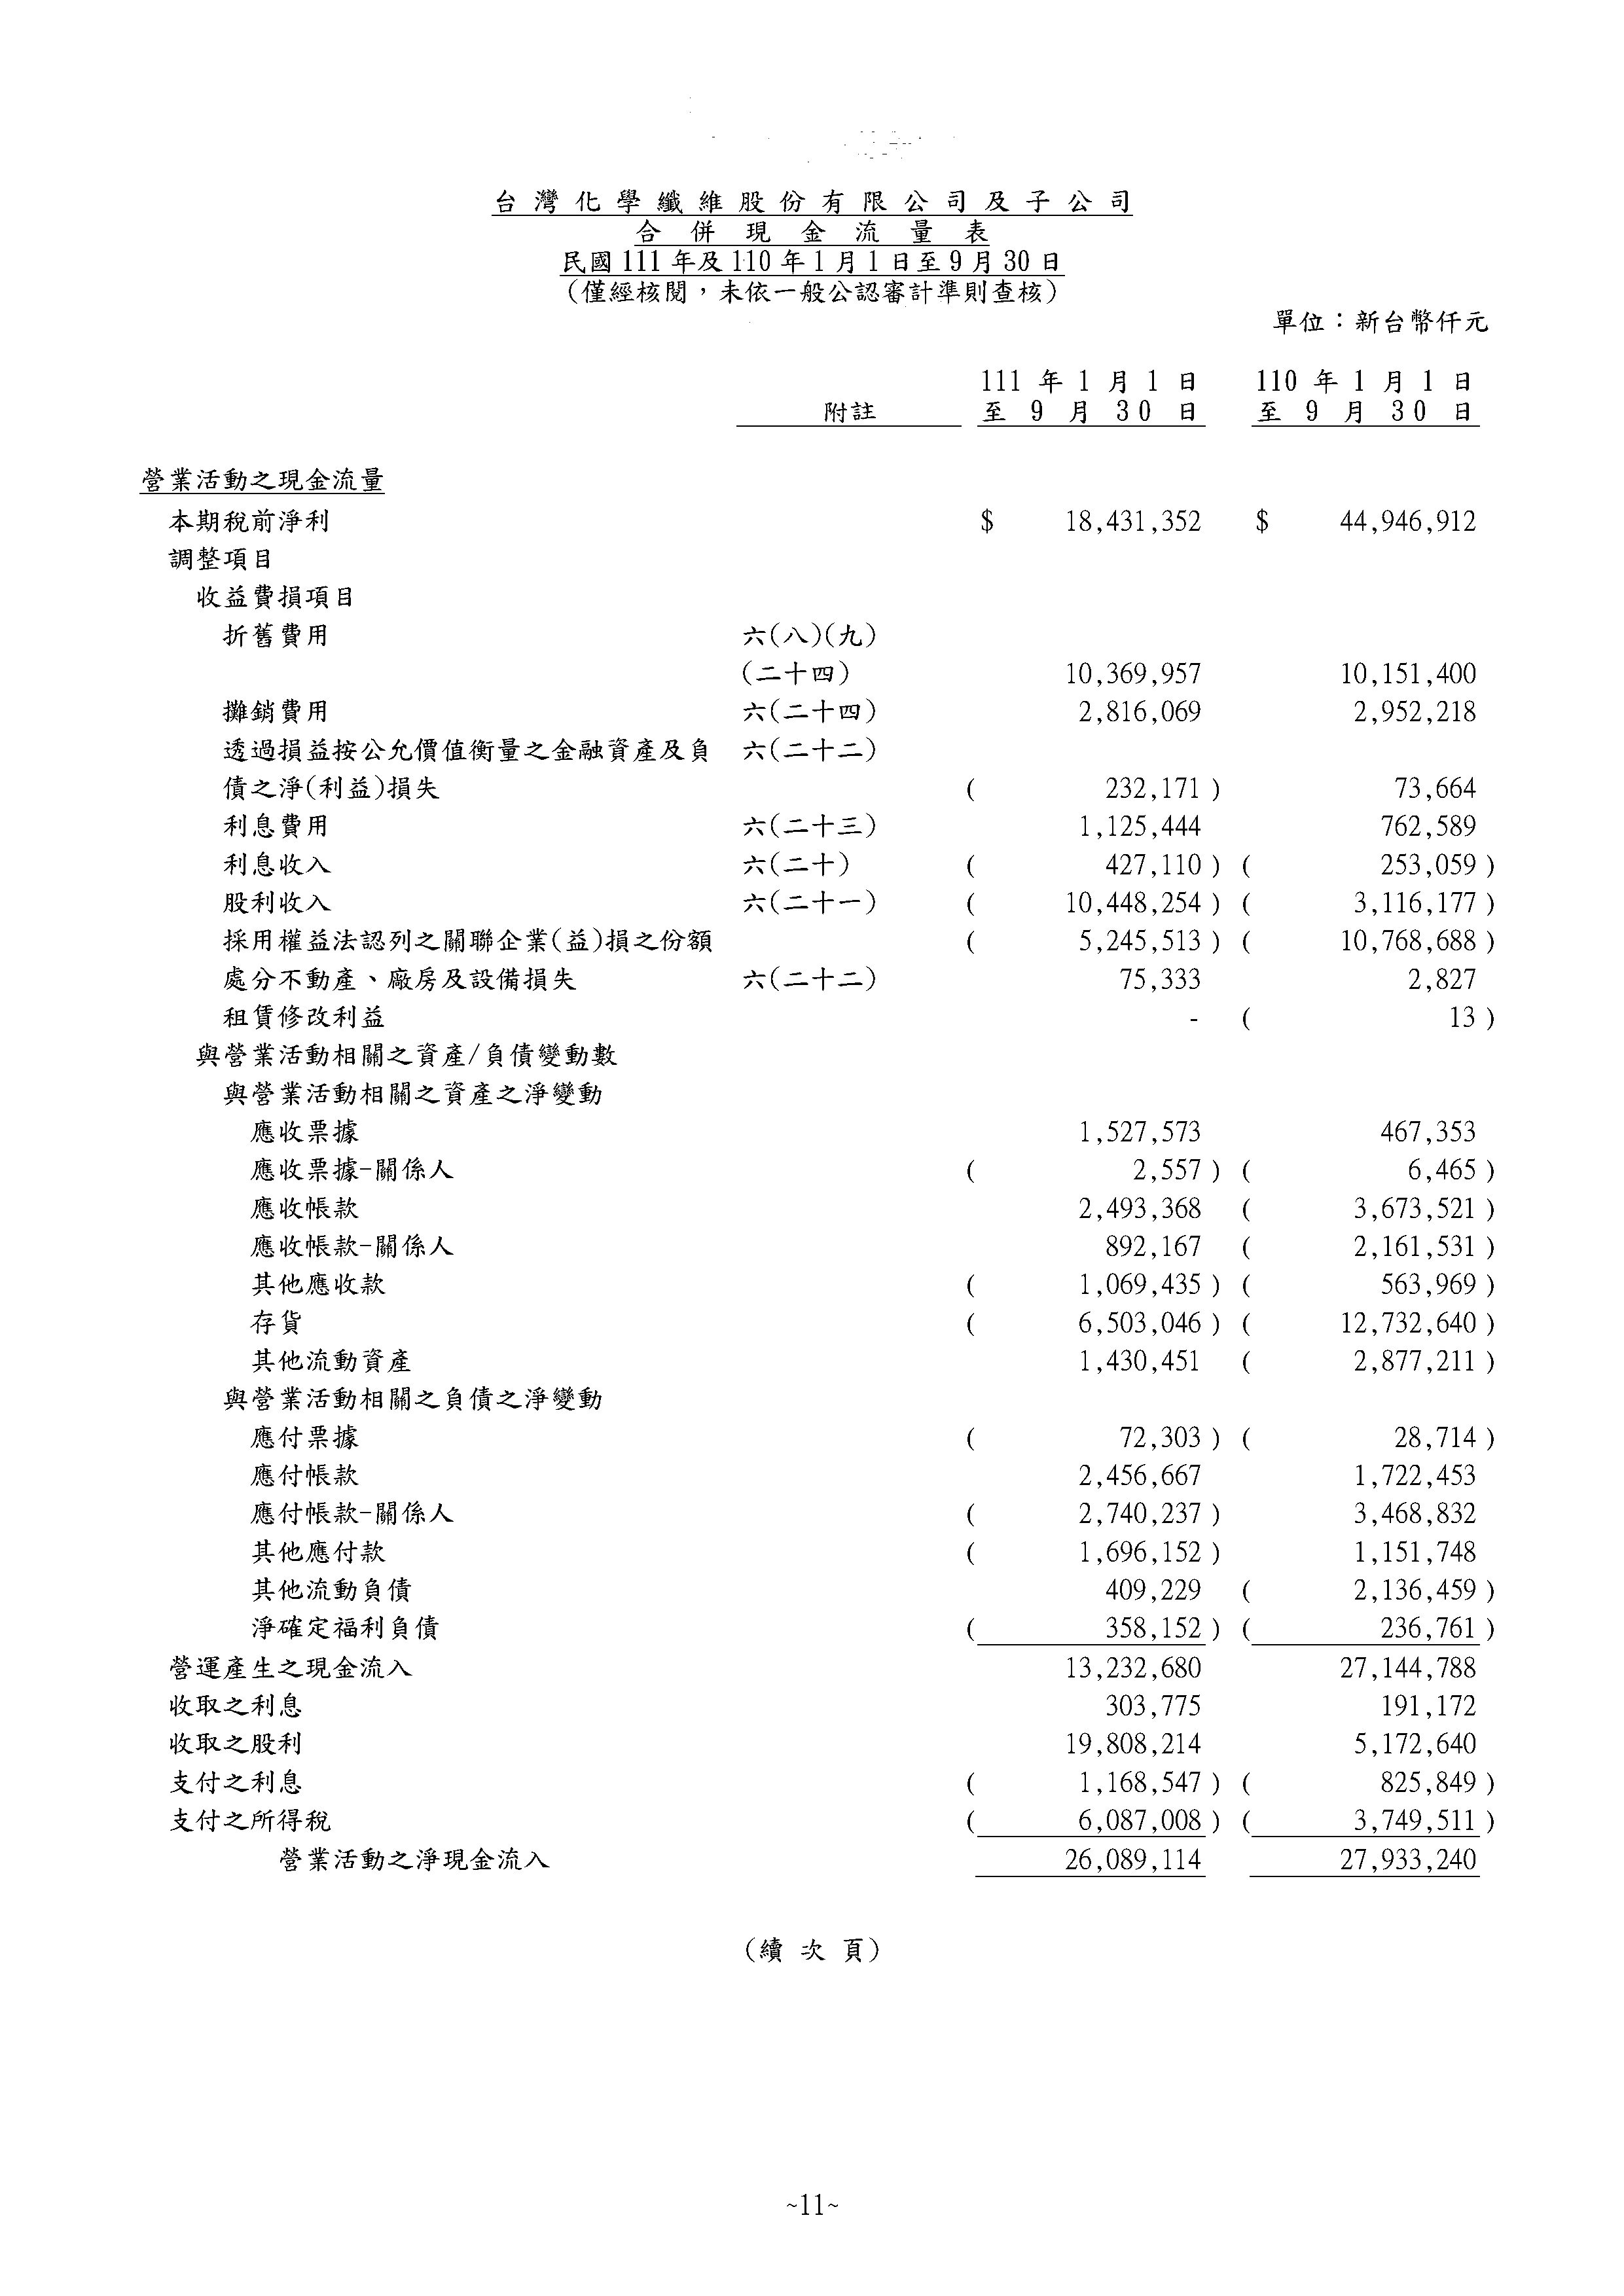 台灣化學纖維股份有限公司及子公司
合併現金流量表
民國111年及110年1月1日至9月30日
(僅經核閱,未依一般公認審計準則查核)
單位:新台幣仟元
111 年 1 月 1 日 110 年 1 月 1 日
附註 至 9 月 30 日 至 9 月 30 日
營業活動之現金流量
本期稅前淨利 $ 18,431,352 $ 44,946,912
調整項目
收益費損項目
折舊費用 六(八)(九)
(二十四) 10,369,957 10,151,400
攤銷費用 六(二十四) 2,816,069 2,952,218
透過損益按公允價值衡量之金融資產及負 六(二十二)
債之淨(利益)損失 ( 232,171 ) 73,664
利息費用 六(二十三) 1,125,444 762,589
利息收入 六(二十) ( 427,110 ) ( 253,059 )
股利收入 六(二十一) ( 10,448,254 ) ( 3,116,177 )
採用權益法認列之關聯企業(益)損之份額 ( 5,245,513 ) ( 10,768,688 )
處分不動產、廠房及設備損失 六(二十二) 75,333 2,827
租賃修改利益 - ( 13 )
與營業活動相關之資產/負債變動數
與營業活動相關之資產之淨變動
應收票據 1,527,573 467,353
應收票據-關係人 ( 2,557 ) ( 6,465 )
應收帳款 2,493,368 ( 3,673,521 )
應收帳款-關係人 892,167 ( 2,161,531 )
其他應收款 ( 1,069,435 ) ( 563,969 )
存貨 ( 6,503,046 ) ( 12,732,640 )
其他流動資產 1,430,451 ( 2,877,211 )
與營業活動相關之負債之淨變動
應付票據 ( 72,303 ) ( 28,714 )
應付帳款 2,456,667 1,722,453
應付帳款-關係人 ( 2,740,237 ) 3,468,832
其他應付款 ( 1,696,152 ) 1,151,748
其他流動負債 409,229 ( 2,136,459 )
淨確定福利負債 ( 358,152 ) ( 236,761 )
營運產生之現金流入 13,232,680 27,144,788
收取之利息 303,775 191,172
收取之股利 19,808,214 5,172,640
支付之利息 ( 1,168,547 ) ( 825,849 )
支付之所得稅 ( 6,087,008 ) ( 3,749,511 )
營業活動之淨現金流入 26,089,114 27,933,240
(續次頁)
~11~